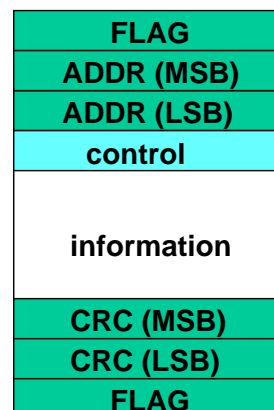 FLAG
ADDR (MSB)
ADDR (LSB)
control
information
CRC (MSB)
CRC (LSB)
FLAG